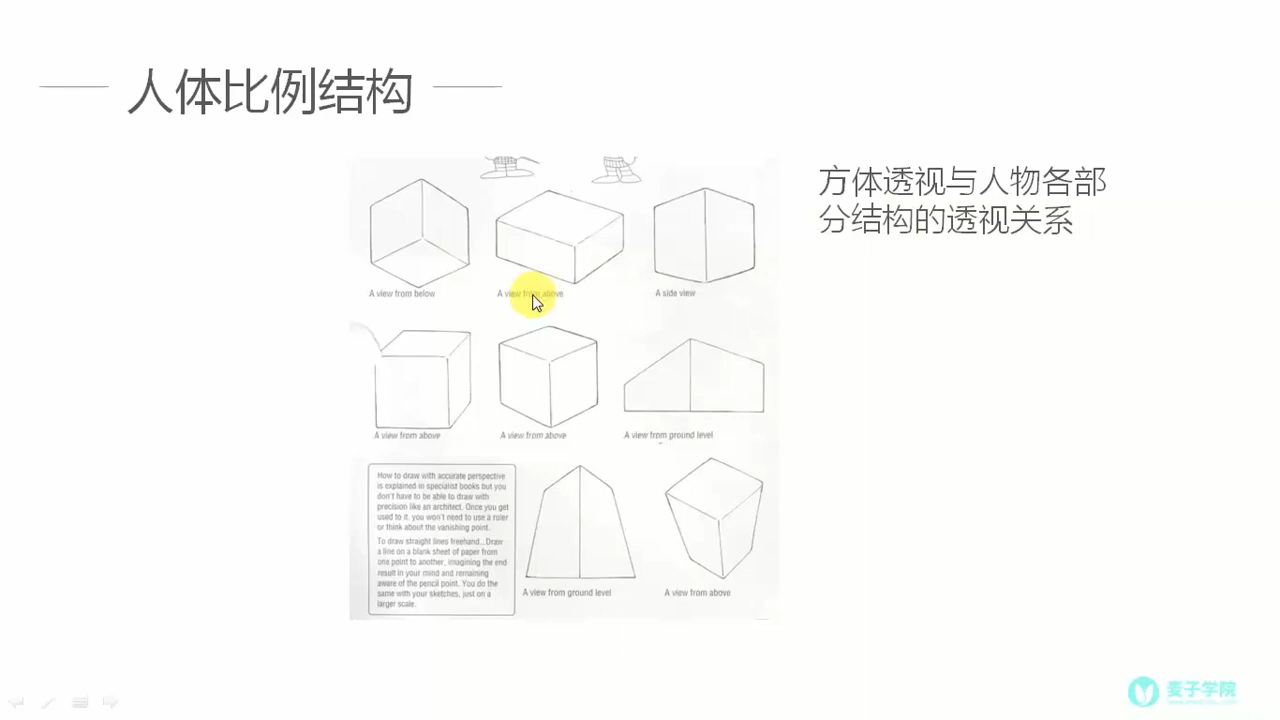 人体比例结构
方体透视与人物各部
分结构的透视关系
A view from below
A view from above
A side view
A view from above
A view from above
A view from ground level
How to draw with accurate perspective
is explained in specialist books but you
don't have to be able to draw with
precision like an architect. Once you get
used to it, you won't need to use a ruler
or think about the vanishing point.
To draw straight lines freehand...Draw
a line on a blank sheet of paper from
one point to another, imagining the end
result in your mind and remaining
aware of the pencil point. You do the
same with your sketches, just on a
larger scale.
A view from ground level
A view from above
麦子学院